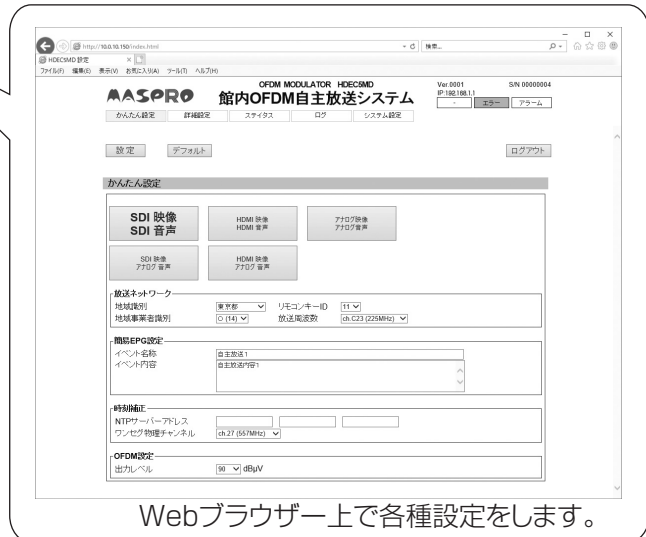 http://10.0.10.150/index.html
検索...
HDEC5MD 設定
ファイル(F) 編集(E) 表示(V) お気に入り(A) ツール(T) ヘルプ(H)
MASPRO
OFDM MODULATOR HDEC5MD
館内OFDM自主放送システム
Ver.0001 S/N 00000004
IP:192.168.1.1
- エラー アラーム
かんたん設定 詳細設定 ステイタス ログ システム設定
設定 デフォルト ログアウト
かんたん設定
SDI 映像
SDI 音声
HDMI 映像
HDMI 音声
アナログ映像
アナログ音声
SDI 映像
アナログ 音声
HDMI 映像
アナログ 音声
放送ネットワーク
地域識別 東京都 リモコンキーID 11
地域事業者識別 ○ (14) 放送周波数 ch.C23 (225MHz)
簡易EPG設定
イベント名称 自主放送1
イベント内容 自主放送内容1
時刻補正
NTPサーバーアドレス
ワンセグ物理チャンネル ch.27 (557MHz)
OFDM設定
出力レベル 90 dBμV
Webブラウザー上で各種設定をします。